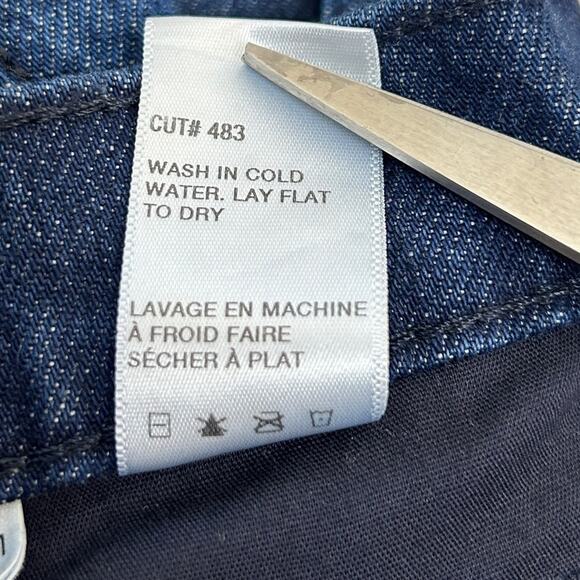 CUT# 483
WASH IN COLD
WATER. LAY FLAT
TO DRY
LAVAGE EN MACHINE
À FROID FAIRE
SÉCHER À PLAT